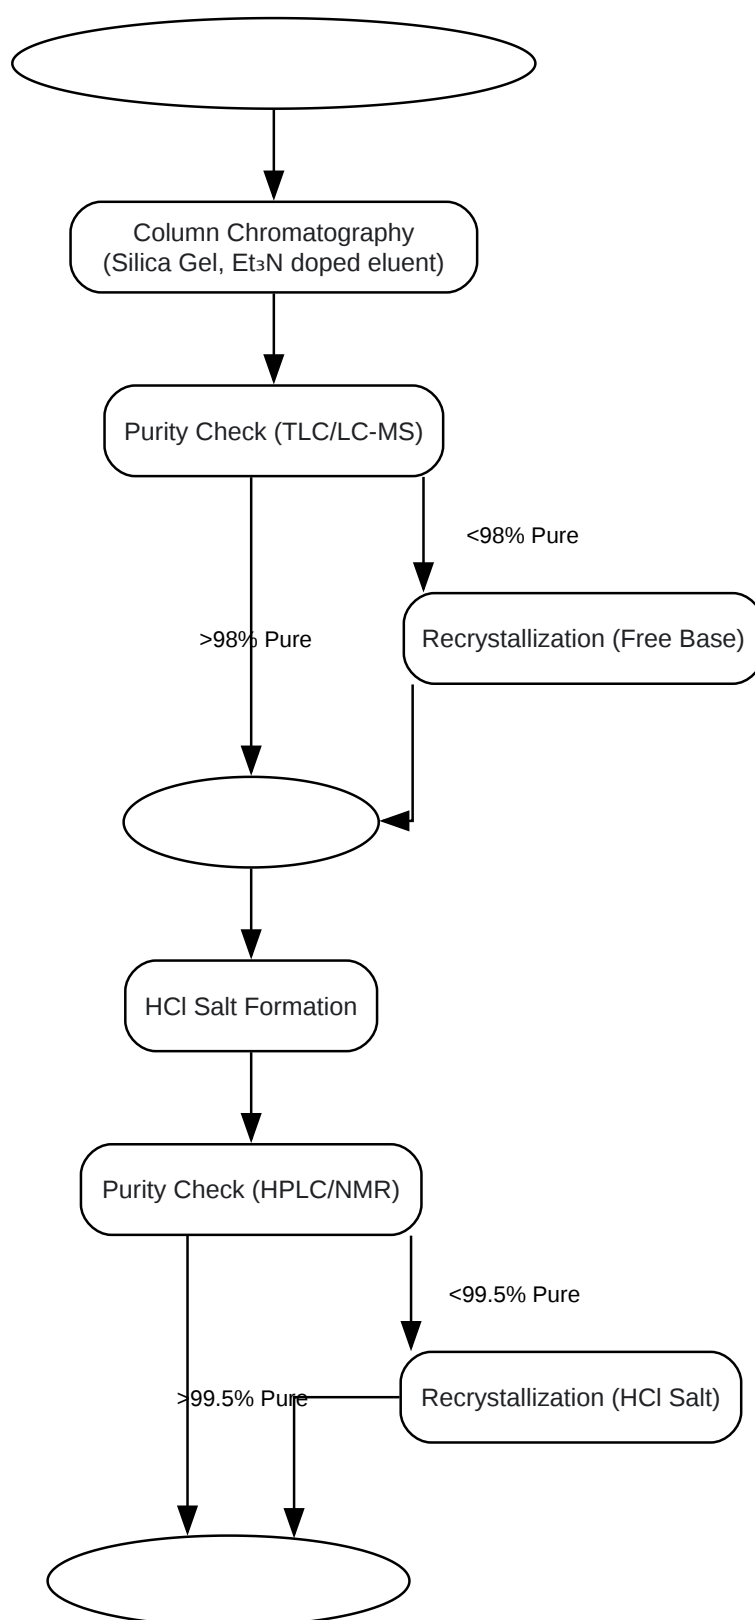 Column Chromatography
(Silica Gel, Et₃N doped eluent)
Purity Check (TLC/LC-MS)
<98% Pure
>98% Pure
Recrystallization (Free Base)
HCl Salt Formation
Purity Check (HPLC/NMR)
<99.5% Pure
>99.5% Pure
Recrystallization (HCl Salt)